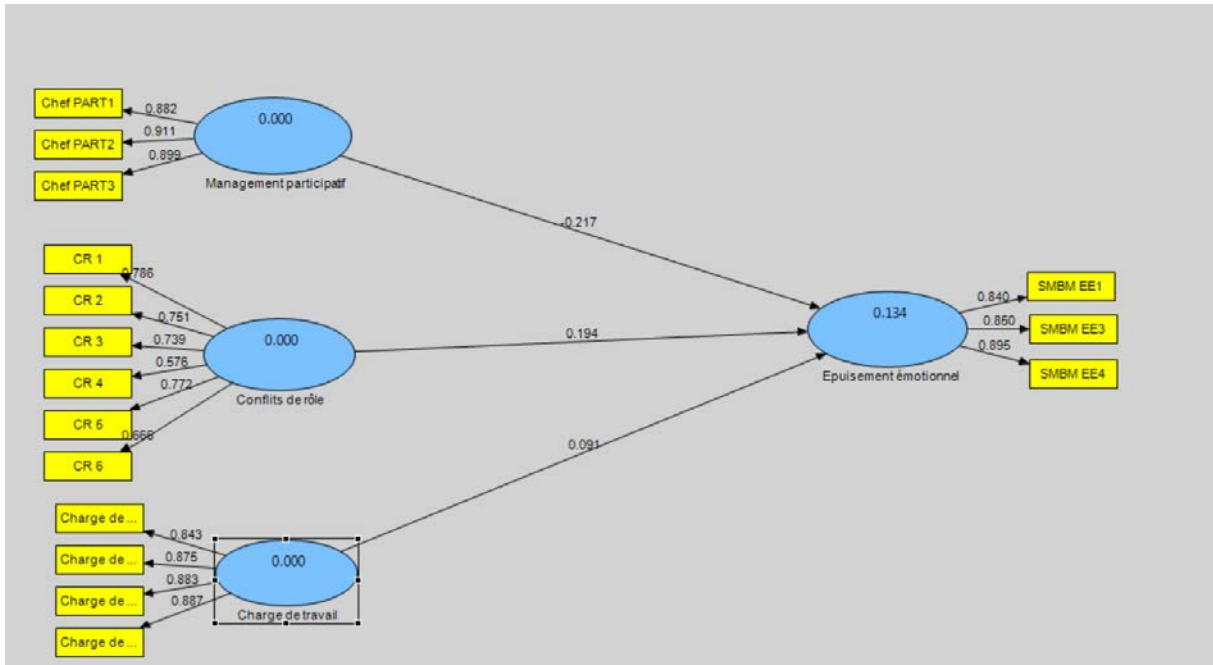 Chef PART1
0.882
Chef PART2
0.911
Chef PART3
0.899
0.000
Management participatif
-0.217
CR 1
0.786
CR 2
0.751
CR 3
0.739
CR 4
0.576
CR 5
0.772
CR 6
0.666
0.000
Conflits de rôle
0.194
Charge de ...
0.843
Charge de ...
0.875
Charge de ...
0.883
Charge de ...
0.887
0.000
Charge de travail
0.091
0.134
Epuisement émotionnel
0.840
SMBM EE1
0.850
SMBM EE3
0.895
SMBM EE4